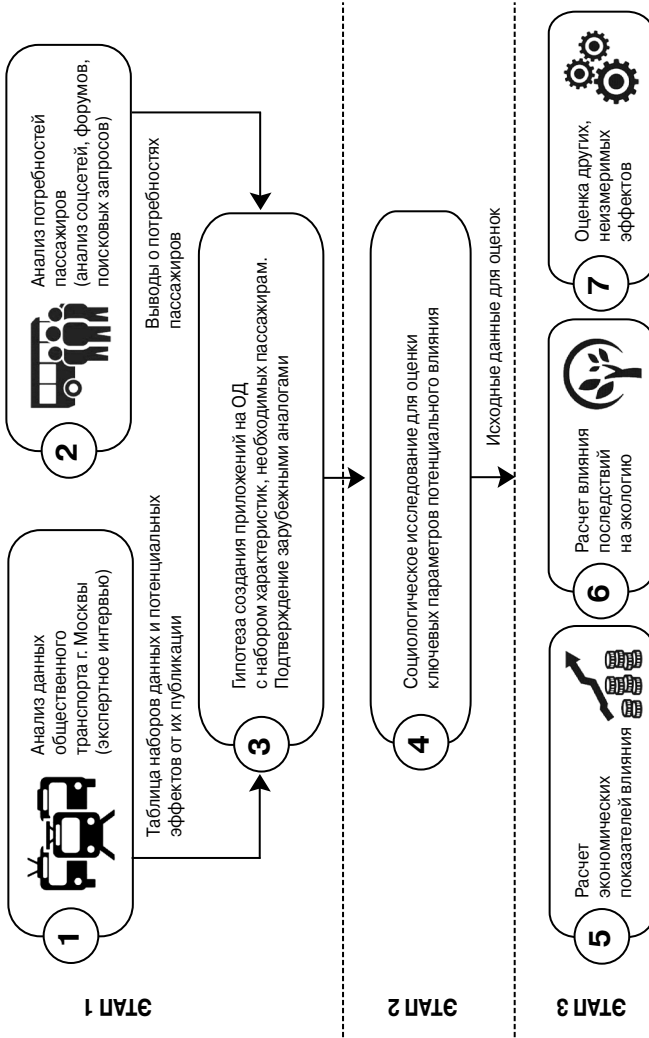 ЭТАП 1
1
Анализ данных
общественного
транспорта г. Москвы
(экспертное интервью)
2
Анализ потребностей
пассажиров
(анализ соцсетей, форумов,
поисковых запросов)
Таблица наборов данных и потенциальных
эффектов от их публикации
Выводы о потребностях
пассажиров
3
Гипотеза создания приложений на ОД
с набором характеристик, необходимых пассажирам.
Подтверждение зарубежными аналогами
ЭТАП 2
4
Социологическое исследование для оценки
ключевых параметров потенциального влияния
Исходные данные для оценок
ЭТАП 3
5
Расчет
экономических
показателей влияния
6
Расчет влияния
последствий
на экологию
7
Оценка других,
неизмеримых
эффектов